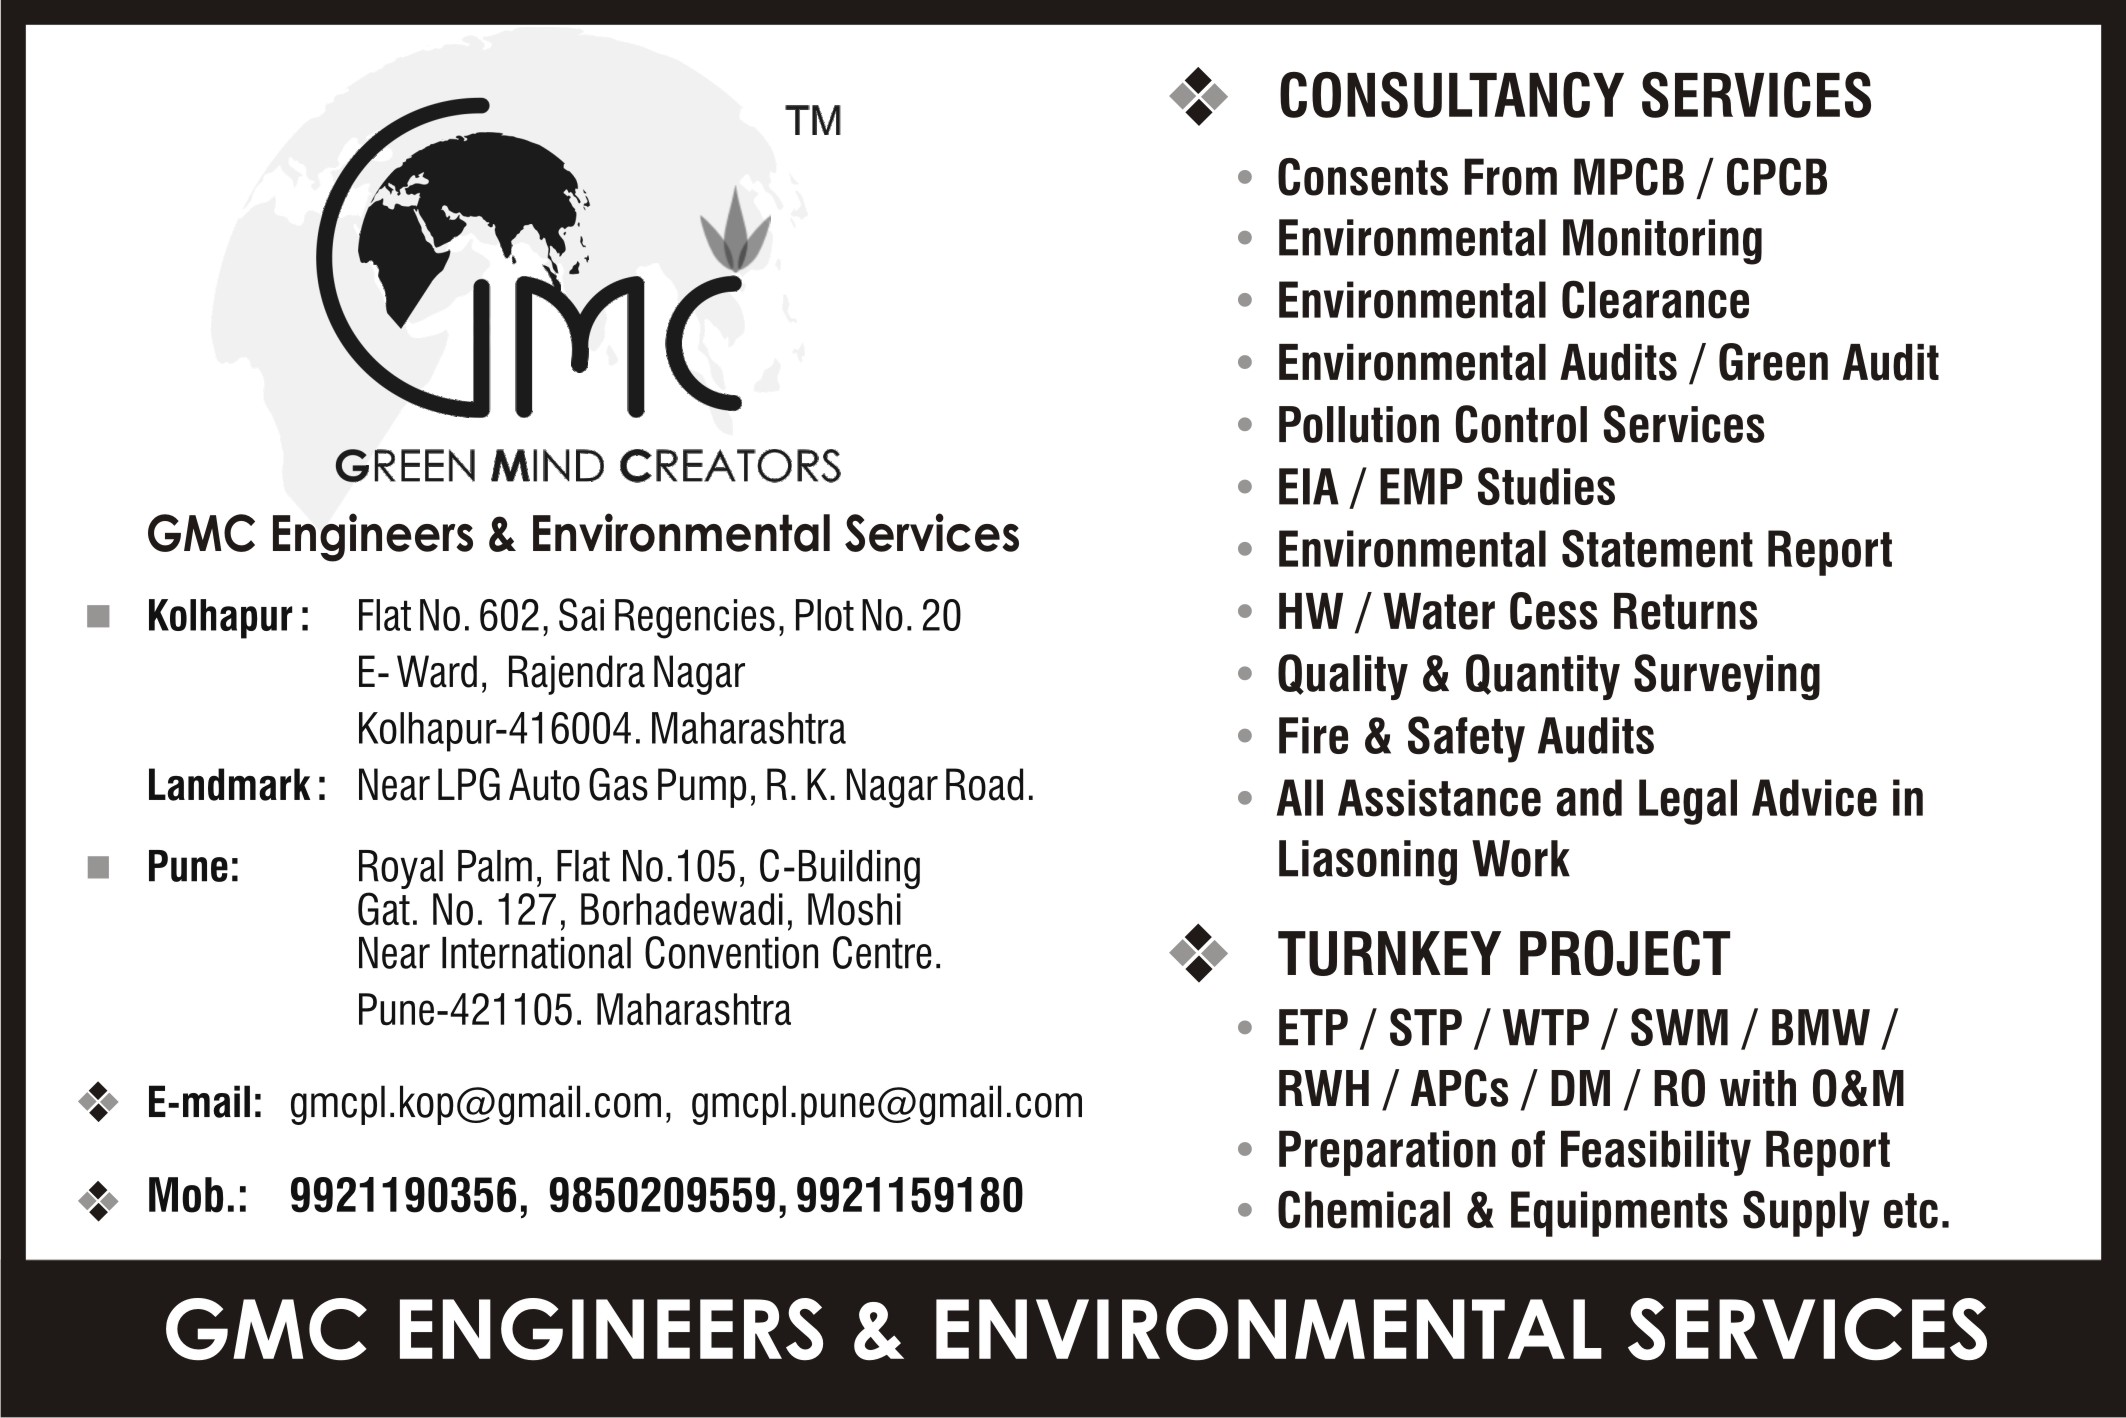 TM
GMC
GREEN MIND CREATORS
GMC Engineers & Environmental Services
Kolhapur : Flat No. 602, Sai Regencies, Plot No. 20
E- Ward, Rajendra Nagar
Kolhapur-416004. Maharashtra
Landmark : Near LPG Auto Gas Pump, R. K. Nagar Road.
Pune: Royal Palm, Flat No.105, C-Building
Gat. No. 127, Borhadewadi, Moshi
Near International Convention Centre.
Pune-421105. Maharashtra
E-mail: gmcpl.kop@gmail.com, gmcpl.pune@gmail.com
Mob.: 9921190356, 9850209559, 9921159180
CONSULTANCY SERVICES
• Consents From MPCB / CPCB
• Environmental Monitoring
• Environmental Clearance
• Environmental Audits / Green Audit
• Pollution Control Services
• EIA / EMP Studies
• Environmental Statement Report
• HW / Water Cess Returns
• Quality & Quantity Surveying
• Fire & Safety Audits
• All Assistance and Legal Advice in
Liasoning Work
TURNKEY PROJECT
• ETP / STP / WTP / SWM / BMW /
RWH / APCs / DM / RO with O&M
• Preparation of Feasibility Report
• Chemical & Equipments Supply etc.
GMC ENGINEERS & ENVIRONMENTAL SERVICES